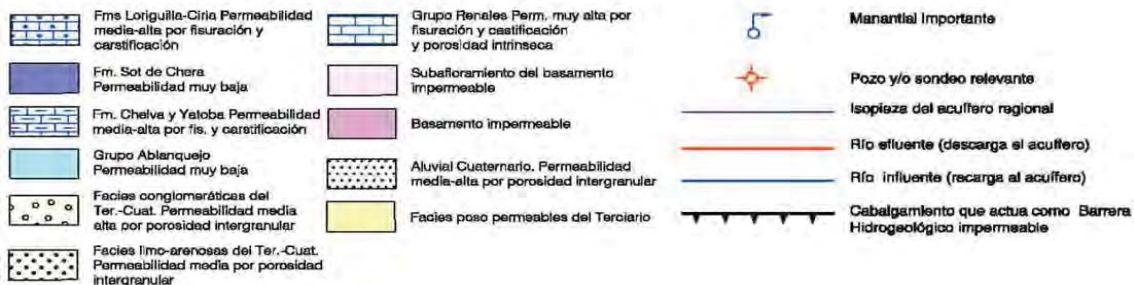 Fms Loriguilla-Ciria Permeabilidad
media-alta por fisuración y
carstificación
Fm. Sot de Chera
Permeabilidad muy baja
Fm. Chelva y Yatoba Permeabilidad
media-alta por fis. y carstificación
Grupo Ablanquejo
Permeabilidad muy baja
Facies conglomeráticas del
Ter.-Cuat. Permeabilidad media
alta por porosidad intergranular
Facies limo-arenosas del Ter.-Cuat.
Permeabilidad media por porosidad
intergranular
Grupo Renales Perm. muy alta por
fisuración y castificación
y porosidad intrínseca
Subafloramiento del basamento
impermeable
Basamento impermeable
Aluvial Cuaternario. Permeabilidad
media-alta por porosidad intergranular
Facies poso permeables del Terciario
Manantial Importante
Pozo y/o sondeo relevante
Isopieza del acuífero regional
Río efluente (descarga el acuífero)
Río influente (recarga al acuífero)
Cabalgamiento que actua como Barrera
Hidrogeológico impermeable